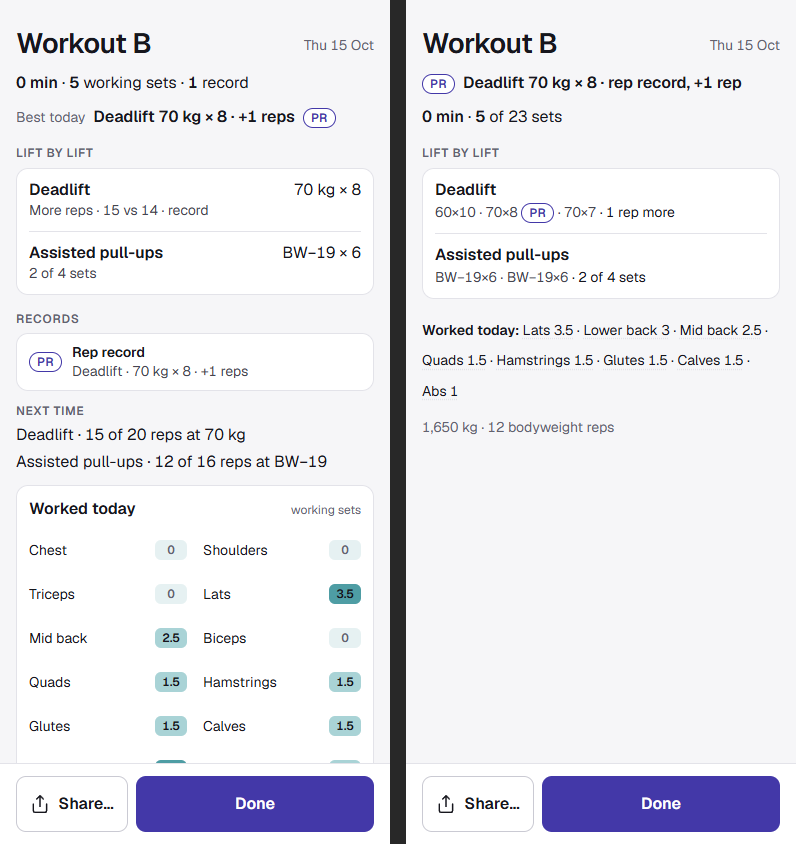 Workout B
Thu 15 Oct
0 min · 5 working sets · 1 record
Best today Deadlift 70 kg × 8 · +1 reps PR
LIFT BY LIFT
Deadlift 70 kg × 8
More reps · 15 vs 14 · record
Assisted pull-ups BW−19 × 6
2 of 4 sets
RECORDS
PR Rep record
Deadlift · 70 kg × 8 · +1 reps
NEXT TIME
Deadlift · 15 of 20 reps at 70 kg
Assisted pull-ups · 12 of 16 reps at BW−19
Worked today working sets
Chest 0 Shoulders 0
Triceps 0 Lats 3.5
Mid back 2.5 Biceps 0
Quads 1.5 Hamstrings 1.5
Glutes 1.5 Calves 1.5
Share... Done
Workout B
Thu 15 Oct
PR Deadlift 70 kg × 8 · rep record, +1 rep
0 min · 5 of 23 sets
LIFT BY LIFT
Deadlift
60×10 · 70×8 PR · 70×7 · 1 rep more
Assisted pull-ups
BW−19×6 · BW−19×6 · 2 of 4 sets
Worked today: Lats 3.5 · Lower back 3 · Mid back 2.5 ·
Quads 1.5 · Hamstrings 1.5 · Glutes 1.5 · Calves 1.5 ·
Abs 1
1,650 kg · 12 bodyweight reps
Share... Done